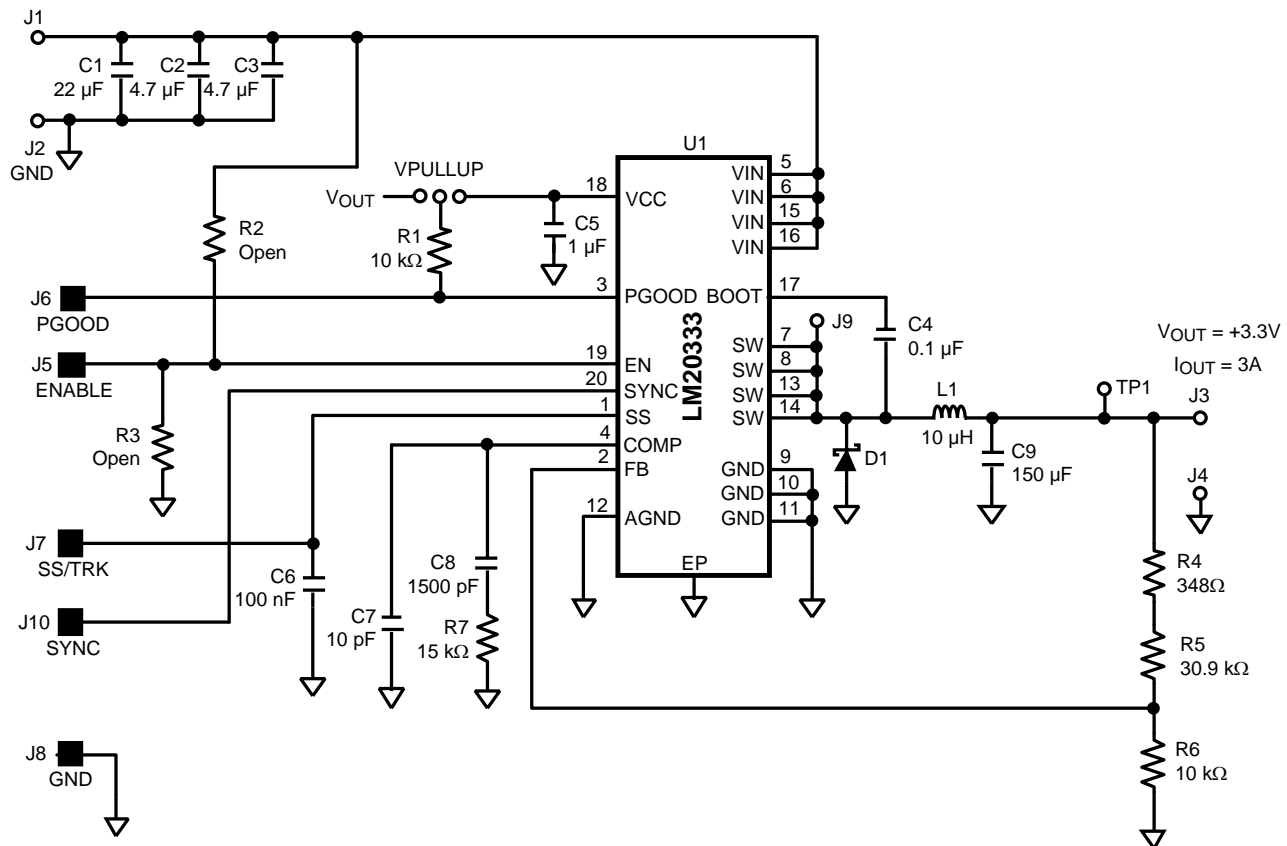 J1
C1
22 µF
C2
4.7 µF
C3
4.7 µF
J2
GND
U1
VPULLUP
VOUT
18
VCC
VIN
5
VIN
6
VIN
15
VIN
16
R2
Open
R1
10 kΩ
C5
1 µF
J6
PGOOD
3
PGOOD
BOOT
17
J9
C4
0.1 µF
VOUT = +3.3V
IOUT = 3A
J5
ENABLE
19
EN
20
SYNC
1
SS
4
COMP
2
FB
12
AGND
LM20333
SW
7
SW
8
SW
13
SW
14
GND
9
GND
10
GND
11
EP
L1
10 µH
TP1
J3
D1
C9
150 µF
J4
R3
Open
J7
SS/TRK
C6
100 nF
C8
1500 pF
C7
10 pF
R7
15 kΩ
J10
SYNC
R4
348Ω
R5
30.9 kΩ
R6
10 kΩ
J8
GND